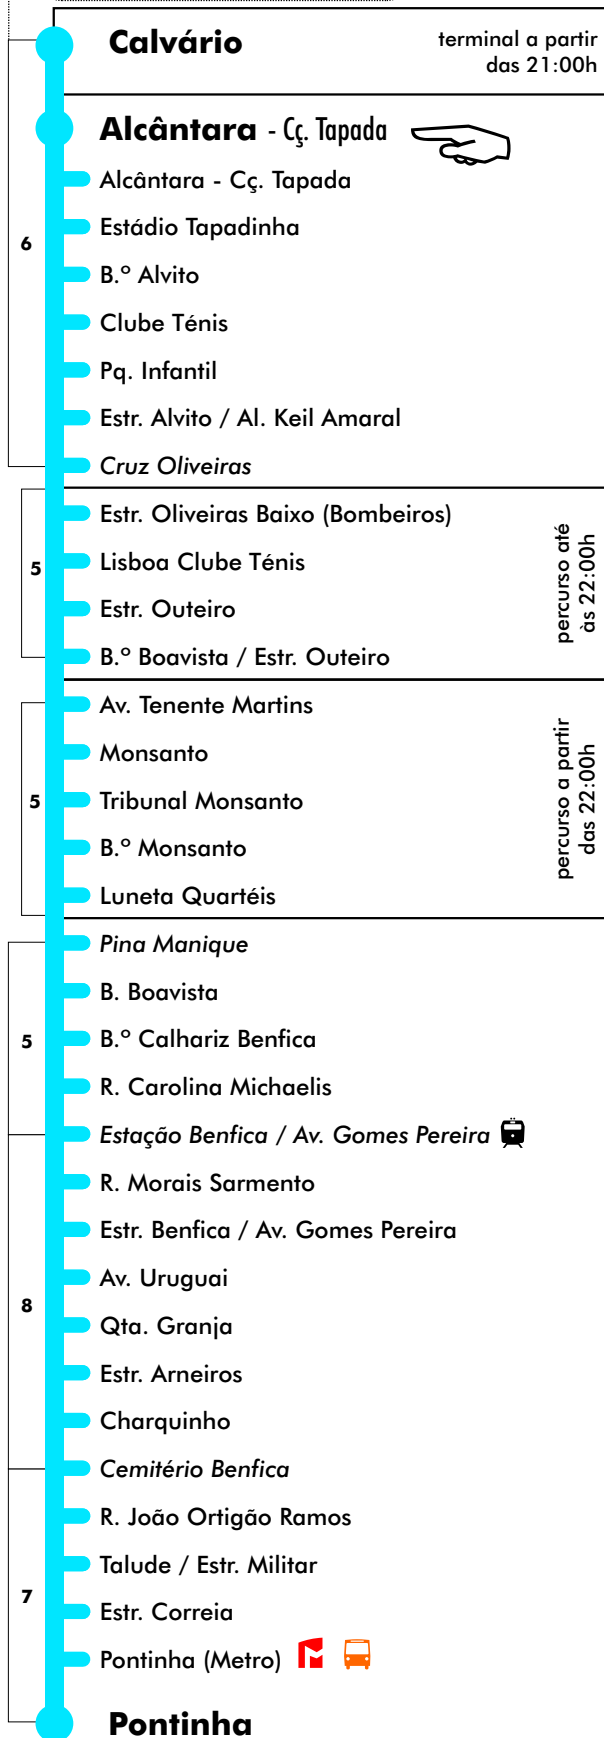 Calvário
terminal a partir
das 21:00h
Alcântara - Cç. Tapada
Alcântara - Cç. Tapada
Estádio Tapadinha
6
B.º Alvito
Clube Ténis
Pq. Infantil
Estr. Alvito / Al. Keil Amaral
Cruz Oliveiras
Estr. Oliveiras Baixo (Bombeiros)
Lisboa Clube Ténis
5
Estr. Outeiro
B.º Boavista / Estr. Outeiro
percurso até
às 22:00h
Av. Tenente Martins
Monsanto
5
Tribunal Monsanto
B.º Monsanto
Luneta Quartéis
percurso a partir
das 22:00h
Pina Manique
B. Boavista
5
B.º Calhariz Benfica
R. Carolina Michaelis
Estação Benfica / Av. Gomes Pereira
R. Morais Sarmento
Estr. Benfica / Av. Gomes Pereira
Av. Uruguai
8
Qta. Granja
Estr. Arneiros
Charquinho
Cemitério Benfica
R. João Ortigão Ramos
Talude / Estr. Militar
7
Estr. Correia
Pontinha (Metro)
Pontinha